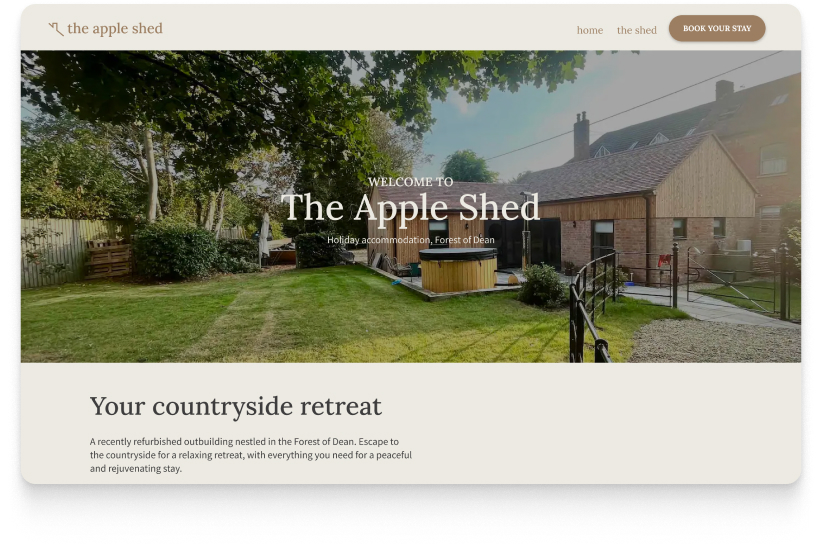 the apple shed
home the shed BOOK YOUR STAY
WELCOME TO
The Apple Shed
Holiday accommodation, Forest of Dean
Your countryside retreat
A recently refurbished outbuilding nestled in the Forest of Dean. Escape to
the countryside for a relaxing retreat, with everything you need for a peaceful
and rejuvenating stay.